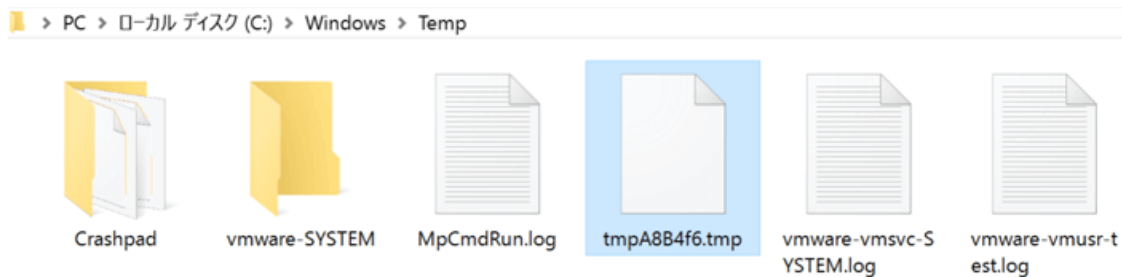 > PC > ローカル ディスク (C:) > Windows > Temp
Crashpad
vmware-SYSTEM
MpCmdRun.log
tmpA8B4f6.tmp
vmware-vmsvc-S
YSTEM.log
vmware-vmusr-t
est.log